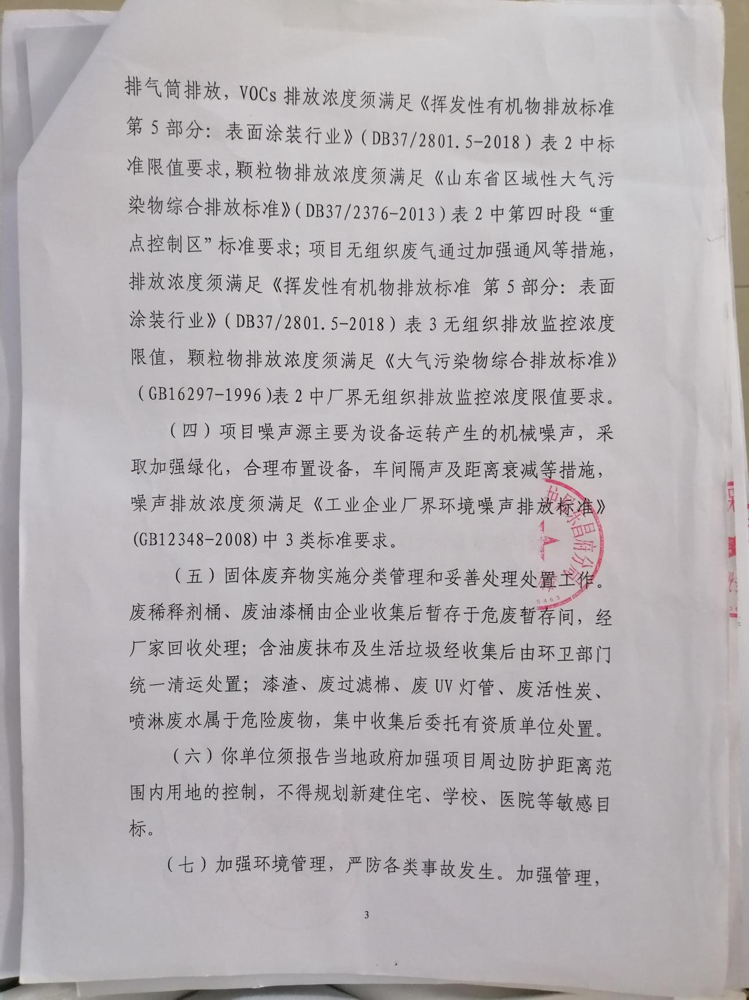 排气筒排放，VOCs 排放浓度须满足《挥发性有机物排放标准
第 5 部分：表面涂装行业》（DB37/2801.5-2018）表 2 中标
准限值要求,颗粒物排放浓度须满足《山东省区域性大气污
染物综合排放标准》（DB37/2376-2013）表 2 中第四时段“重
点控制区”标准要求；项目无组织废气通过加强通风等措施，
排放浓度须满足《挥发性有机物排放标准 第 5 部分：表面
涂装行业》（DB37/2801.5-2018）表 3 无组织排放监控浓度
限值，颗粒物排放浓度须满足《大气污染物综合排放标准》
（GB16297-1996)表 2 中厂界无组织排放监控浓度限值要求。
（四）项目噪声源主要为设备运转产生的机械噪声，采
取加强绿化，合理布置设备，车间隔声及距离衰减等措施，
噪声排放浓度须满足《工业企业厂界环境噪声排放标准》
(GB12348-2008)中 3 类标准要求。
（五）固体废弃物实施分类管理和妥善处理处置工作。
废稀释剂桶、废油漆桶由企业收集后暂存于危废暂存间，经
厂家回收处理；含油废抹布及生活垃圾经收集后由环卫部门
统一清运处置；漆渣、废过滤棉、废 UV 灯管、废活性炭、
喷淋废水属于危险废物，集中收集后委托有资质单位处置。
（六）你单位须报告当地政府加强项目周边防护距离范
围内用地的控制，不得规划新建住宅、学校、医院等敏感目
标。
（七）加强环境管理，严防各类事故发生。加强管理，
3
东昌府分局
5463